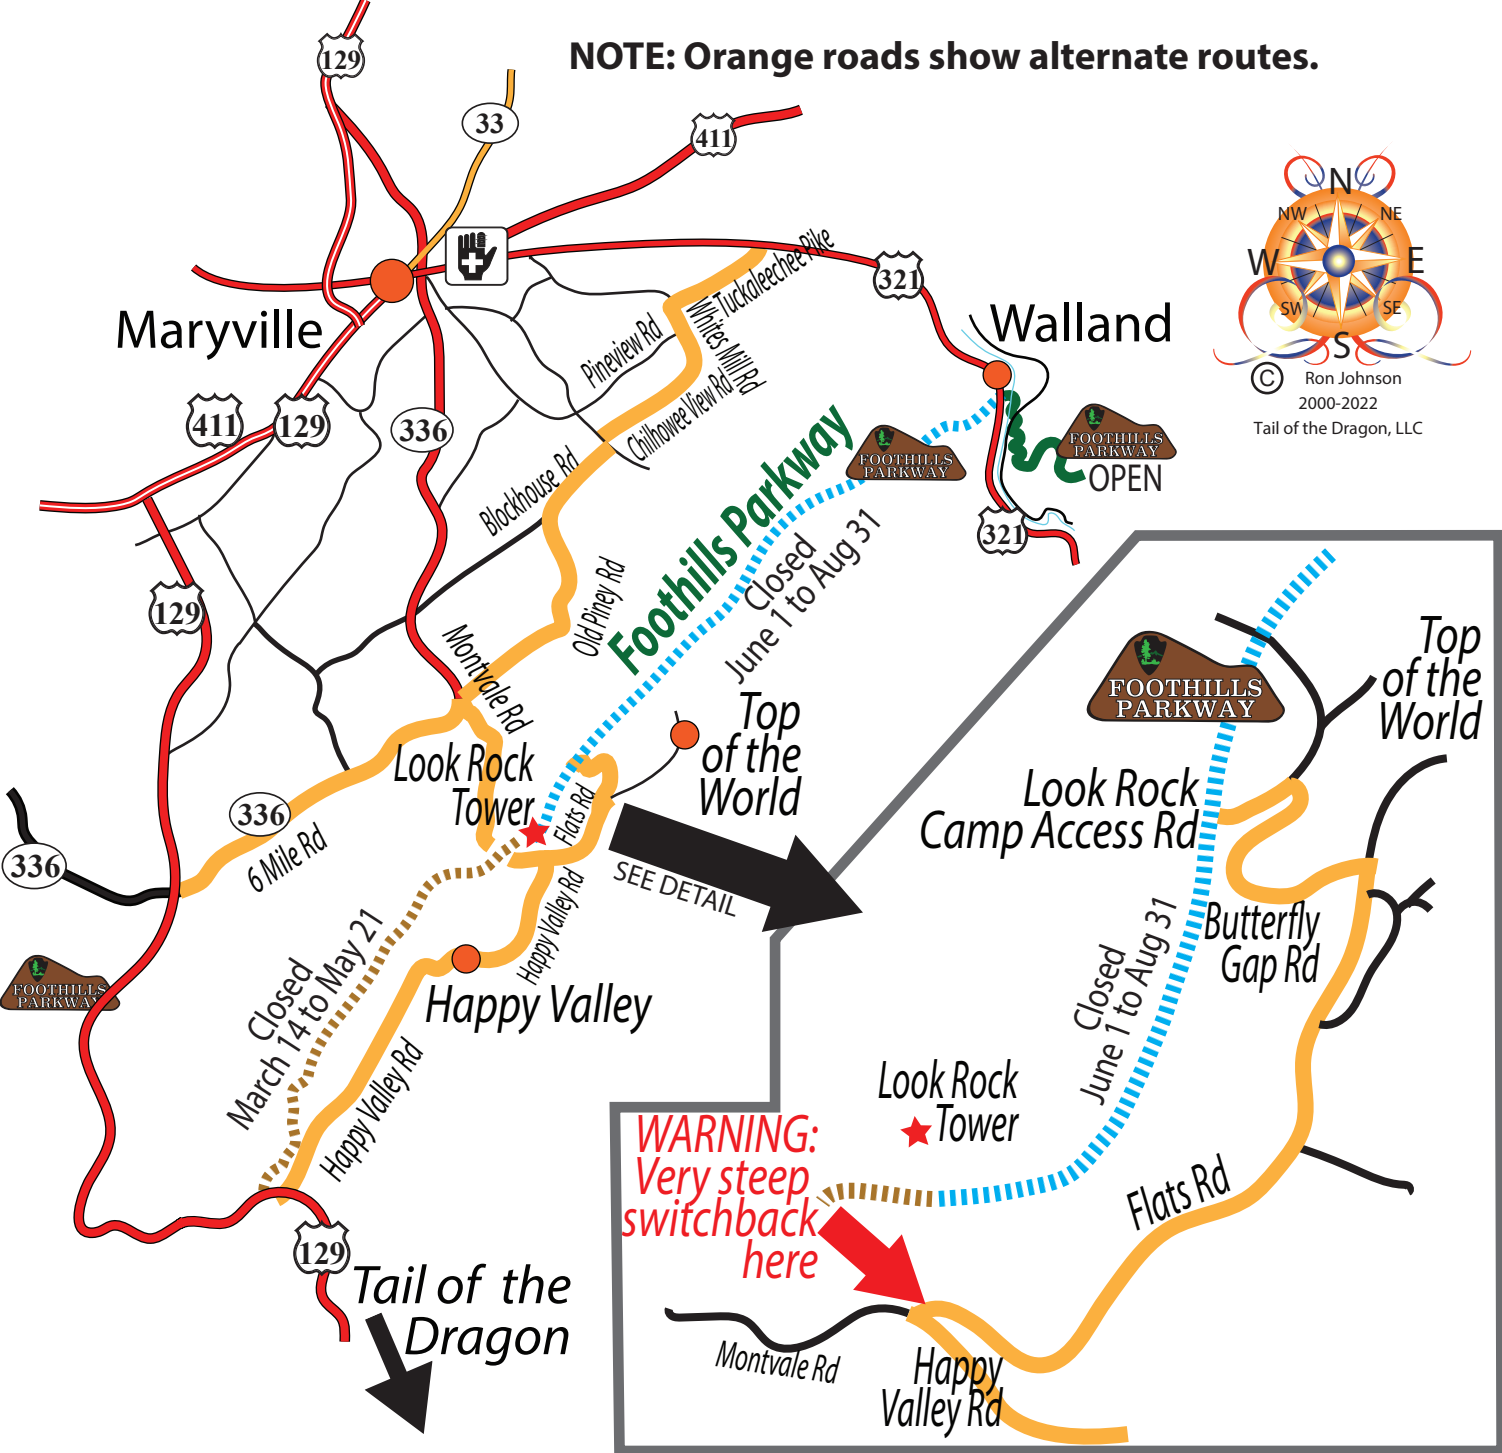 NOTE: Orange roads show alternate routes.
129
33
411
N
NW
NE
W
E
SW
SE
S
©
Ron Johnson
2000-2022
Tail of the Dragon, LLC
321
Tuckaleechee Pike
Whites Mill Rd
Pineview Rd
Chilhowee View Rd
Maryville
Walland
411
129
336
FOOTHILLS
PARKWAY
FOOTHILLS
PARKWAY
OPEN
321
Blockhouse Rd
Foothills Parkway
Closed
June 1 to Aug 31
Old Piney Rd
129
Montvale Rd
Look Rock
Tower
Top
of the
World
Flats Rd
336
6 Mile Rd
336
SEE DETAIL
Happy Valley Rd
Happy Valley
Closed
March 14 to May 21
FOOTHILLS
PARKWAY
Happy Valley Rd
129
Tail of the
Dragon
FOOTHILLS
PARKWAY
Top
of the
World
Look Rock
Camp Access Rd
Butterfly
Gap Rd
Closed
June 1 to Aug 31
Look Rock
Tower
WARNING:
Very steep
switchback
here
Flats Rd
Montvale Rd
Happy
Valley Rd